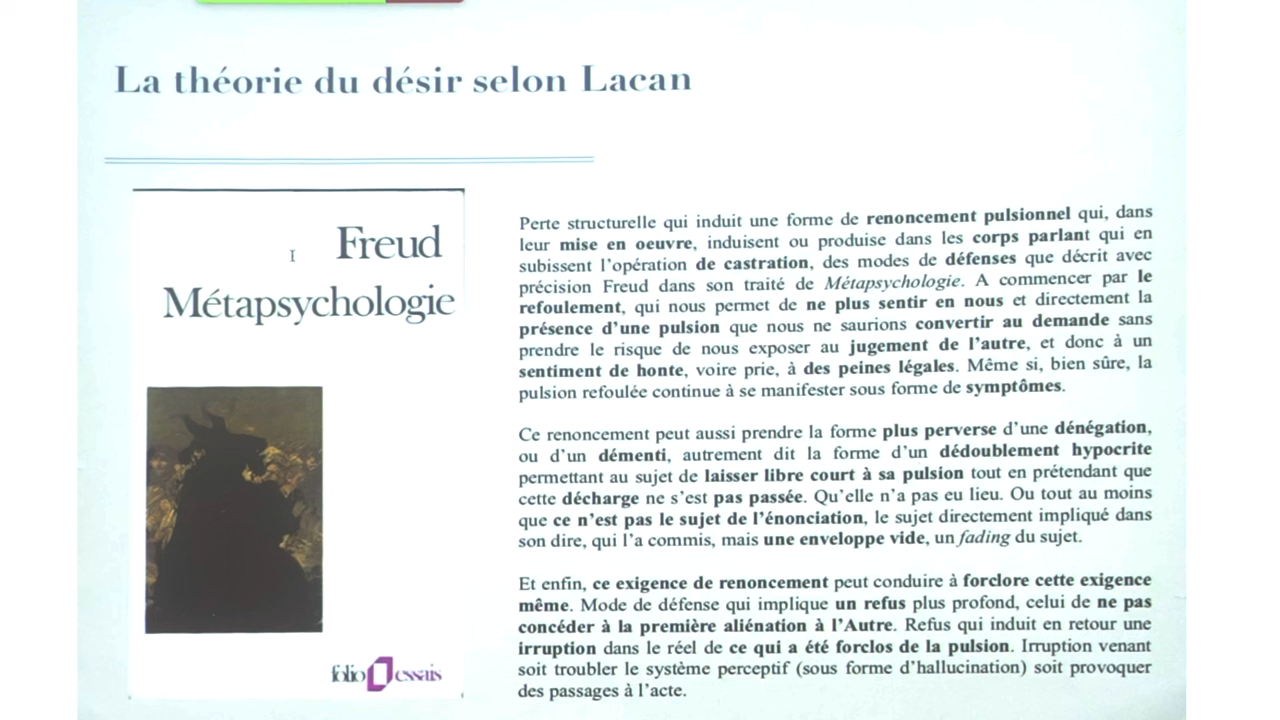 La théorie du désir selon Lacan
I Freud
Métapsychologie
folio essais
Perte structurelle qui induit une forme de renoncement pulsionnel qui, dans
leur mise en oeuvre, induisent ou produise dans les corps parlant qui en
subissent l'opération de castration, des modes de défenses que décrit avec
précision Freud dans son traité de Métapsychologie. A commencer par le
refoulement, qui nous permet de ne plus sentir en nous et directement la
présence d'une pulsion que nous ne saurions convertir au demande sans
prendre le risque de nous exposer au jugement de l'autre, et donc à un
sentiment de honte, voire prie, à des peines légales. Même si, bien sûre, la
pulsion refoulée continue à se manifester sous forme de symptômes.
Ce renoncement peut aussi prendre la forme plus perverse d'une dénégation,
ou d'un démenti, autrement dit la forme d'un dédoublement hypocrite
permettant au sujet de laisser libre court à sa pulsion tout en prétendant que
cette décharge ne s'est pas passée. Qu'elle n'a pas eu lieu. Ou tout au moins
que ce n'est pas le sujet de l'énonciation, le sujet directement impliqué dans
son dire, qui l'a commis, mais une enveloppe vide, un fading du sujet.
Et enfin, ce exigence de renoncement peut conduire à forclore cette exigence
même. Mode de défense qui implique un refus plus profond, celui de ne pas
concéder à la première aliénation à l'Autre. Refus qui induit en retour une
irruption dans le réel de ce qui a été forclos de la pulsion. Irruption venant
soit troubler le système perceptif (sous forme d'hallucination) soit provoquer
des passages à l'acte.